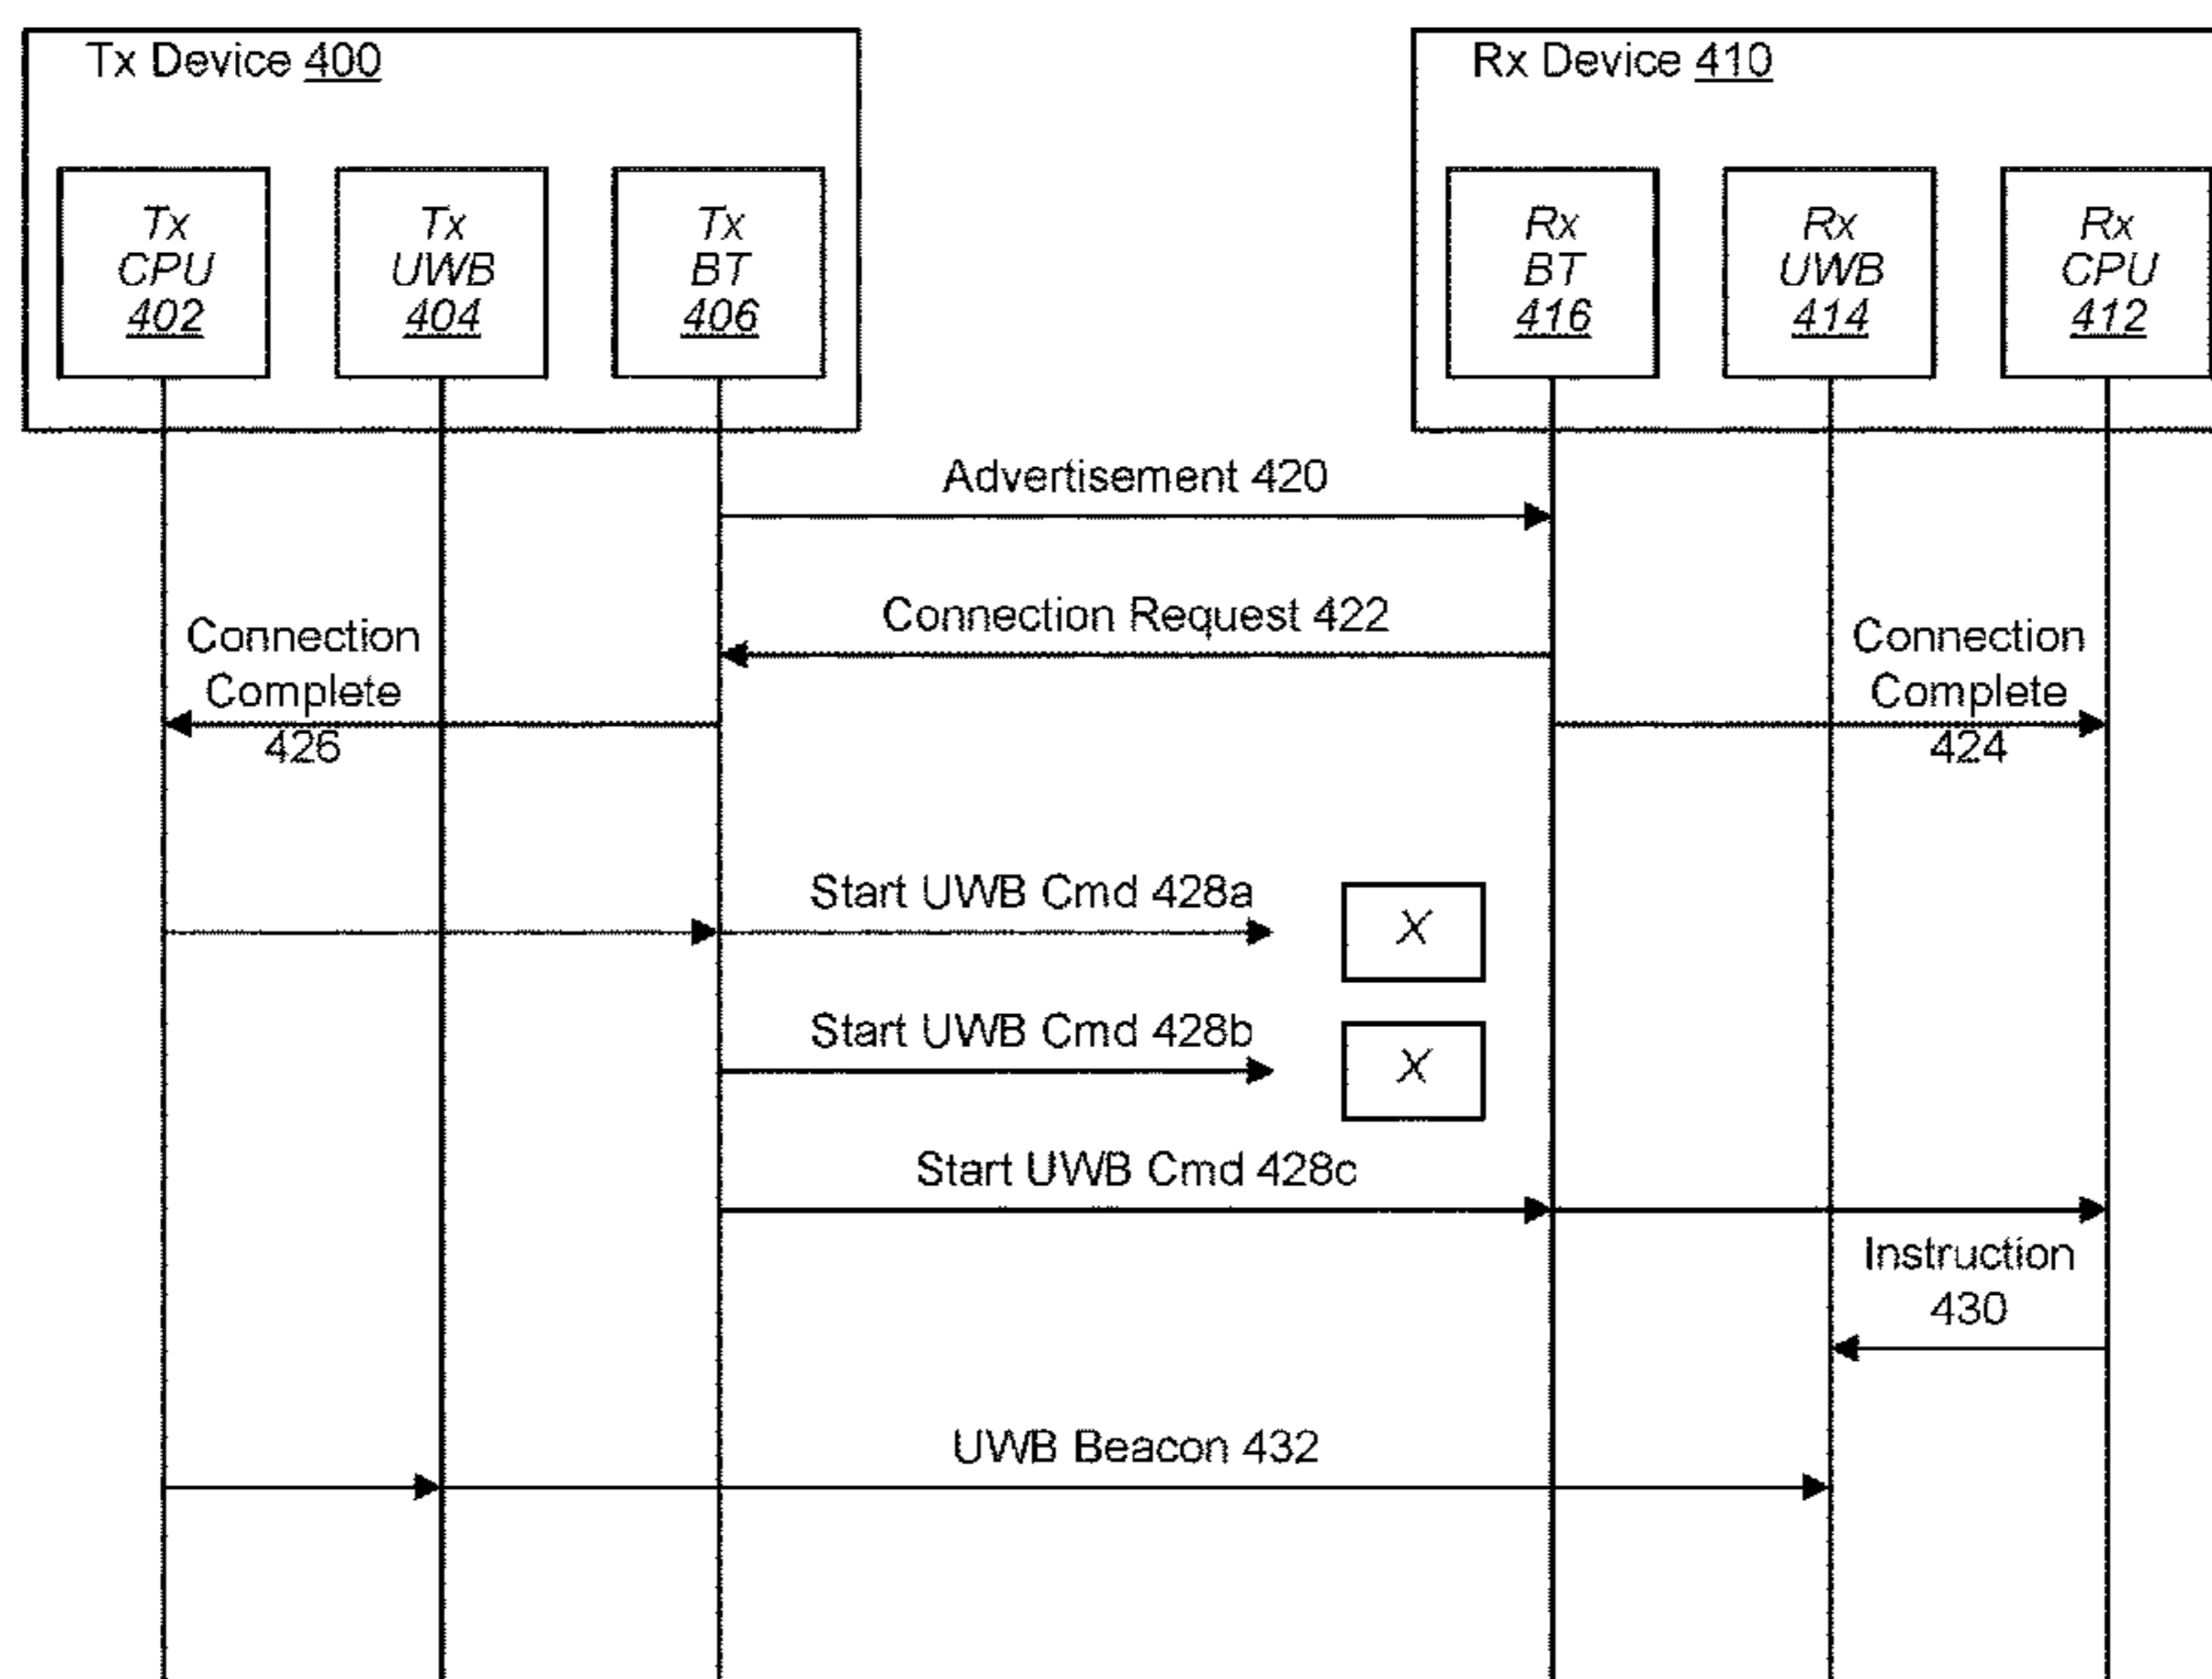 Tx Device 400
Rx Device 410
Tx
CPU
402
Tx
UWB
404
Tx
BT
406
Rx
BT
416
Rx
UWB
414
Rx
CPU
412
Advertisement 420
Connection Request 422
Connection
Complete
426
Connection
Complete
424
Start UWB Cmd 428a
X
Start UWB Cmd 428b
X
Start UWB Cmd 428c
Instruction
430
UWB Beacon 432